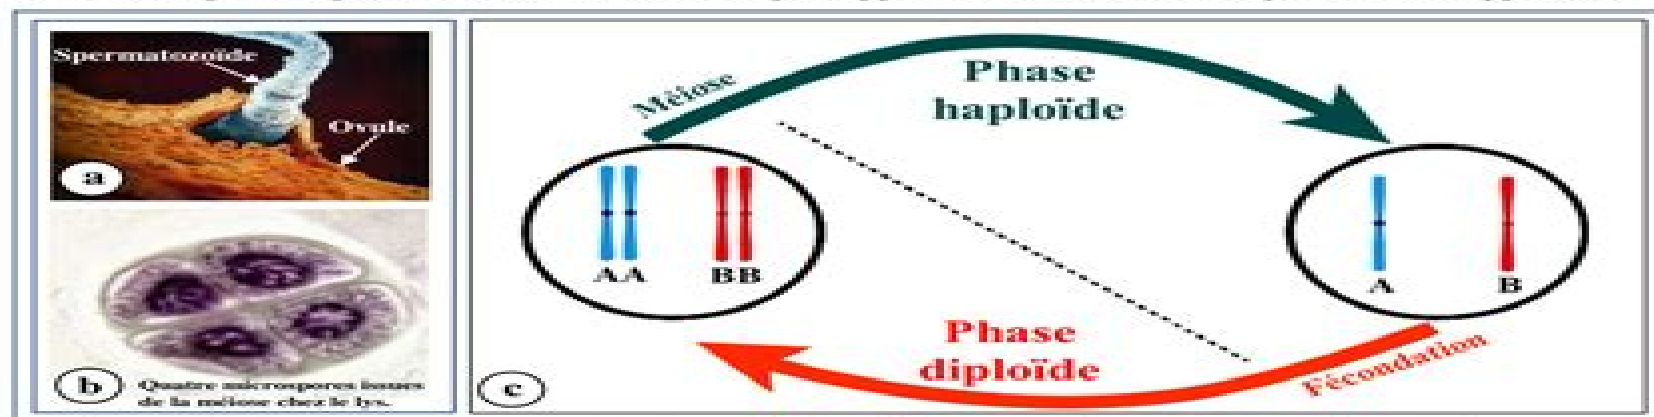 Spermatozoïde
Ovule
a
b
Quatre microspores issues
de la méiose chez le lys.
Méiose
Phase
haploïde
AA BB
A B
Phase
diploïde
Fécondation
c